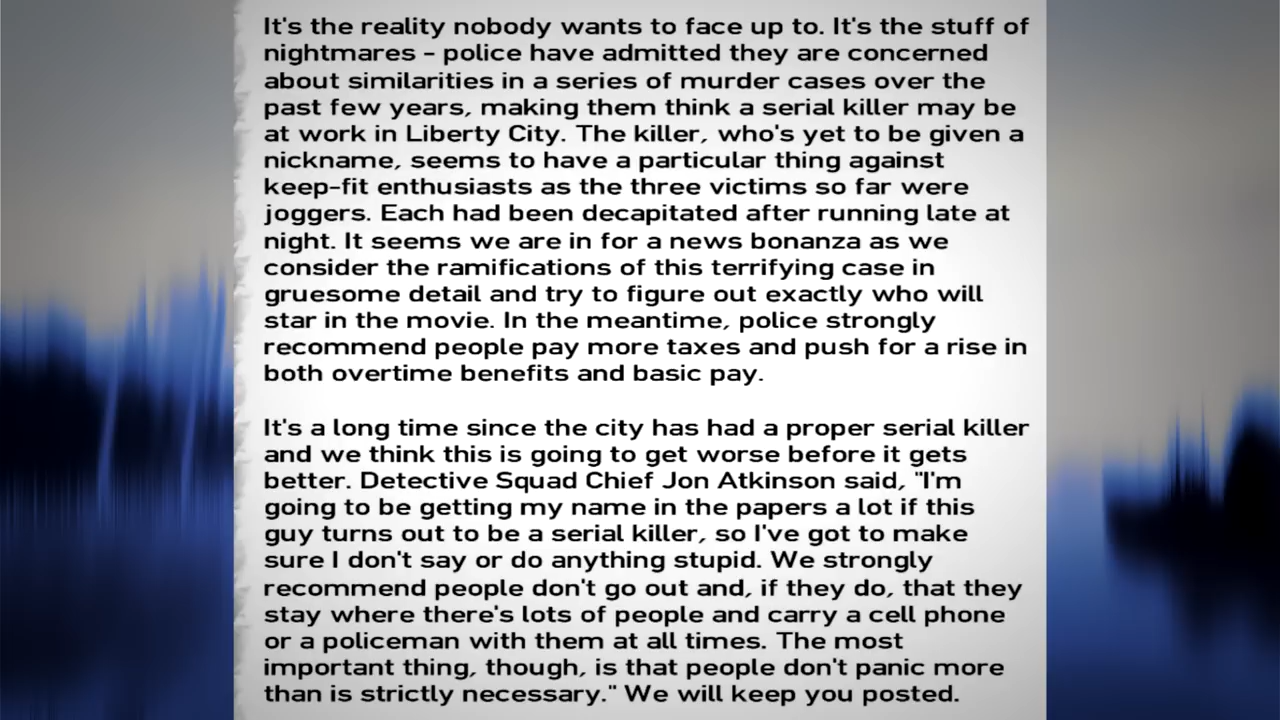 It's the reality nobody wants to face up to. It's the stuff of
nightmares - police have admitted they are concerned
about similarities in a series of murder cases over the
past few years, making them think a serial killer may be
at work in Liberty City. The killer, who's yet to be given a
nickname, seems to have a particular thing against
keep-fit enthusiasts as the three victims so far were
joggers. Each had been decapitated after running late at
night. It seems we are in for a news bonanza as we
consider the ramifications of this terrifying case in
gruesome detail and try to figure out exactly who will
star in the movie. In the meantime, police strongly
recommend people pay more taxes and push for a rise in
both overtime benefits and basic pay.

It's a long time since the city has had a proper serial killer
and we think this is going to get worse before it gets
better. Detective Squad Chief Jon Atkinson said, "I'm
going to be getting my name in the papers a lot if this
guy turns out to be a serial killer, so I've got to make
sure I don't say or do anything stupid. We strongly
recommend people don't go out and, if they do, that they
stay where there's lots of people and carry a cell phone
or a policeman with them at all times. The most
important thing, though, is that people don't panic more
than is strictly necessary." We will keep you posted.